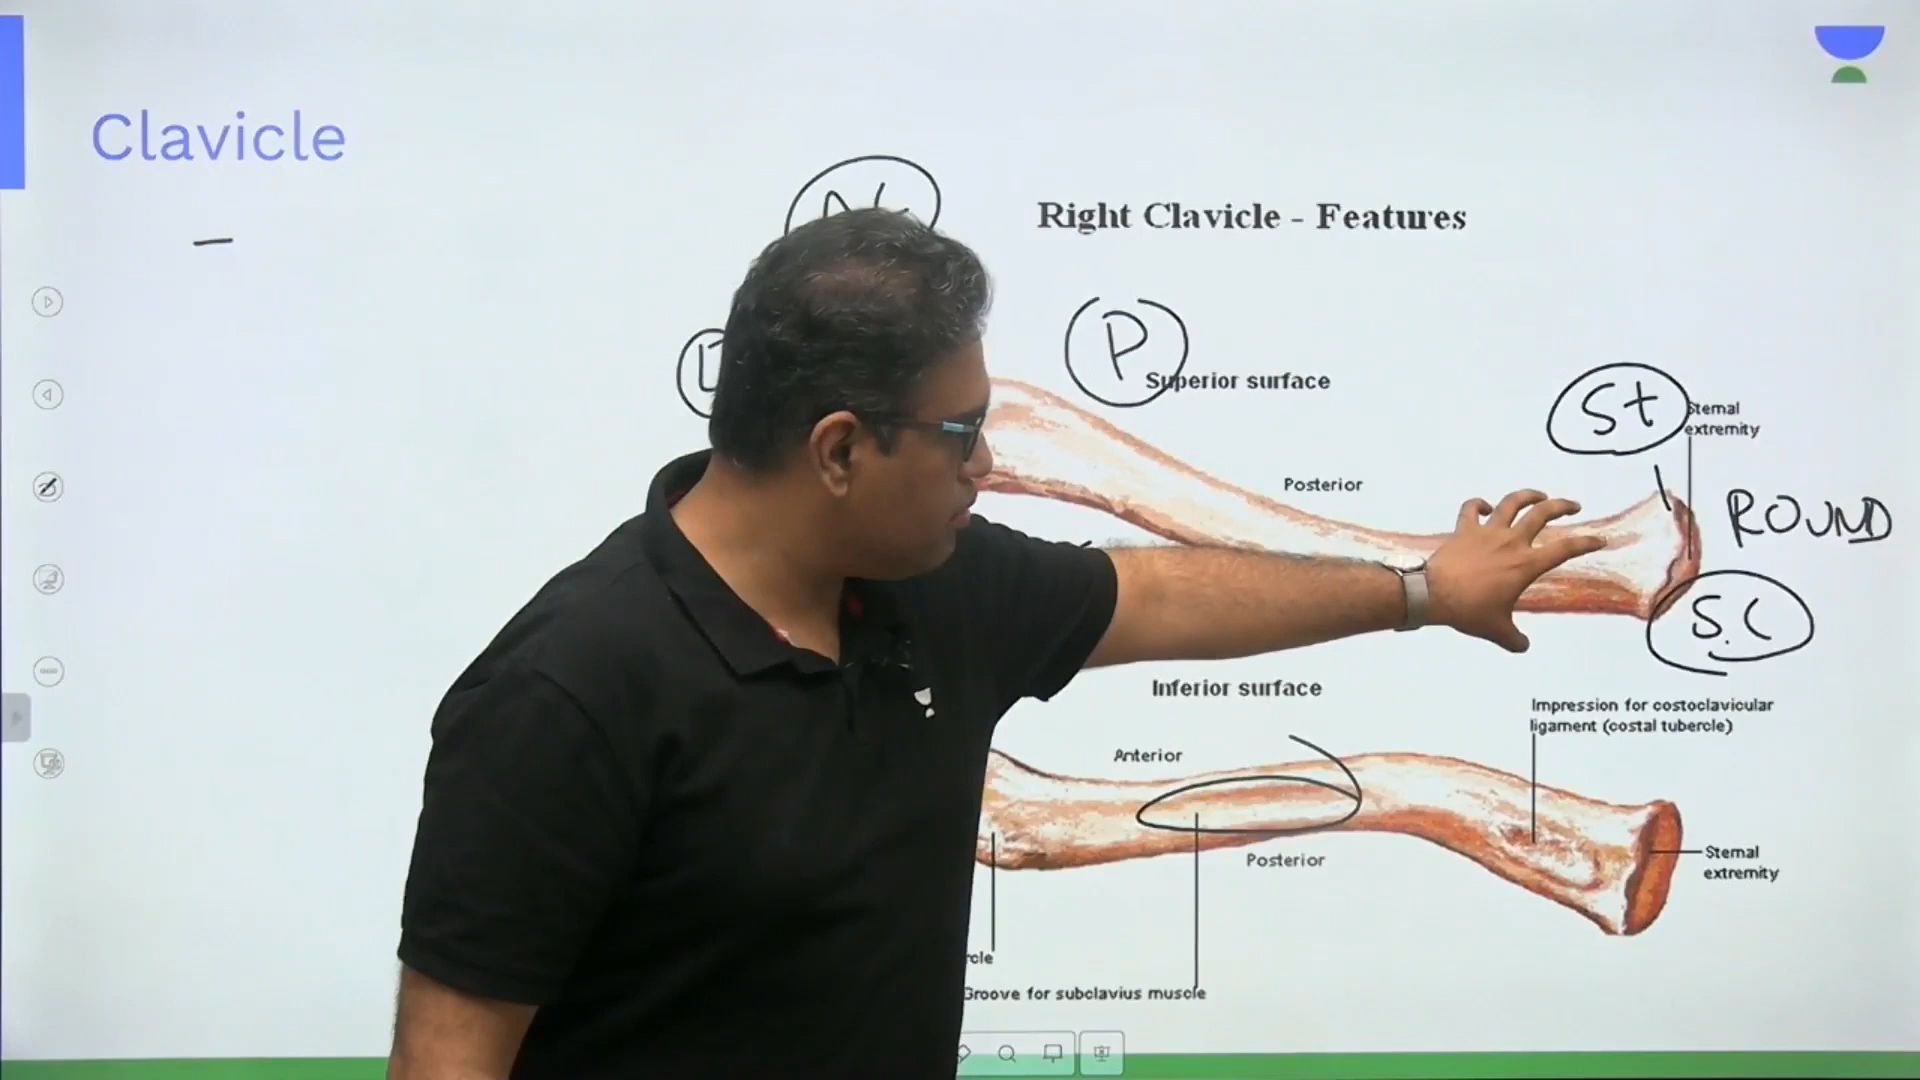 Clavicle
Right Clavicle - Features
P
Superior surface
St
Sternal
extremity
Posterior
ROUND
S.C
Inferior surface
Impression for costoclavicular
ligament (costal tubercle)
Anterior
Posterior
Sternal
extremity
rcle
Groove for subclavius muscle